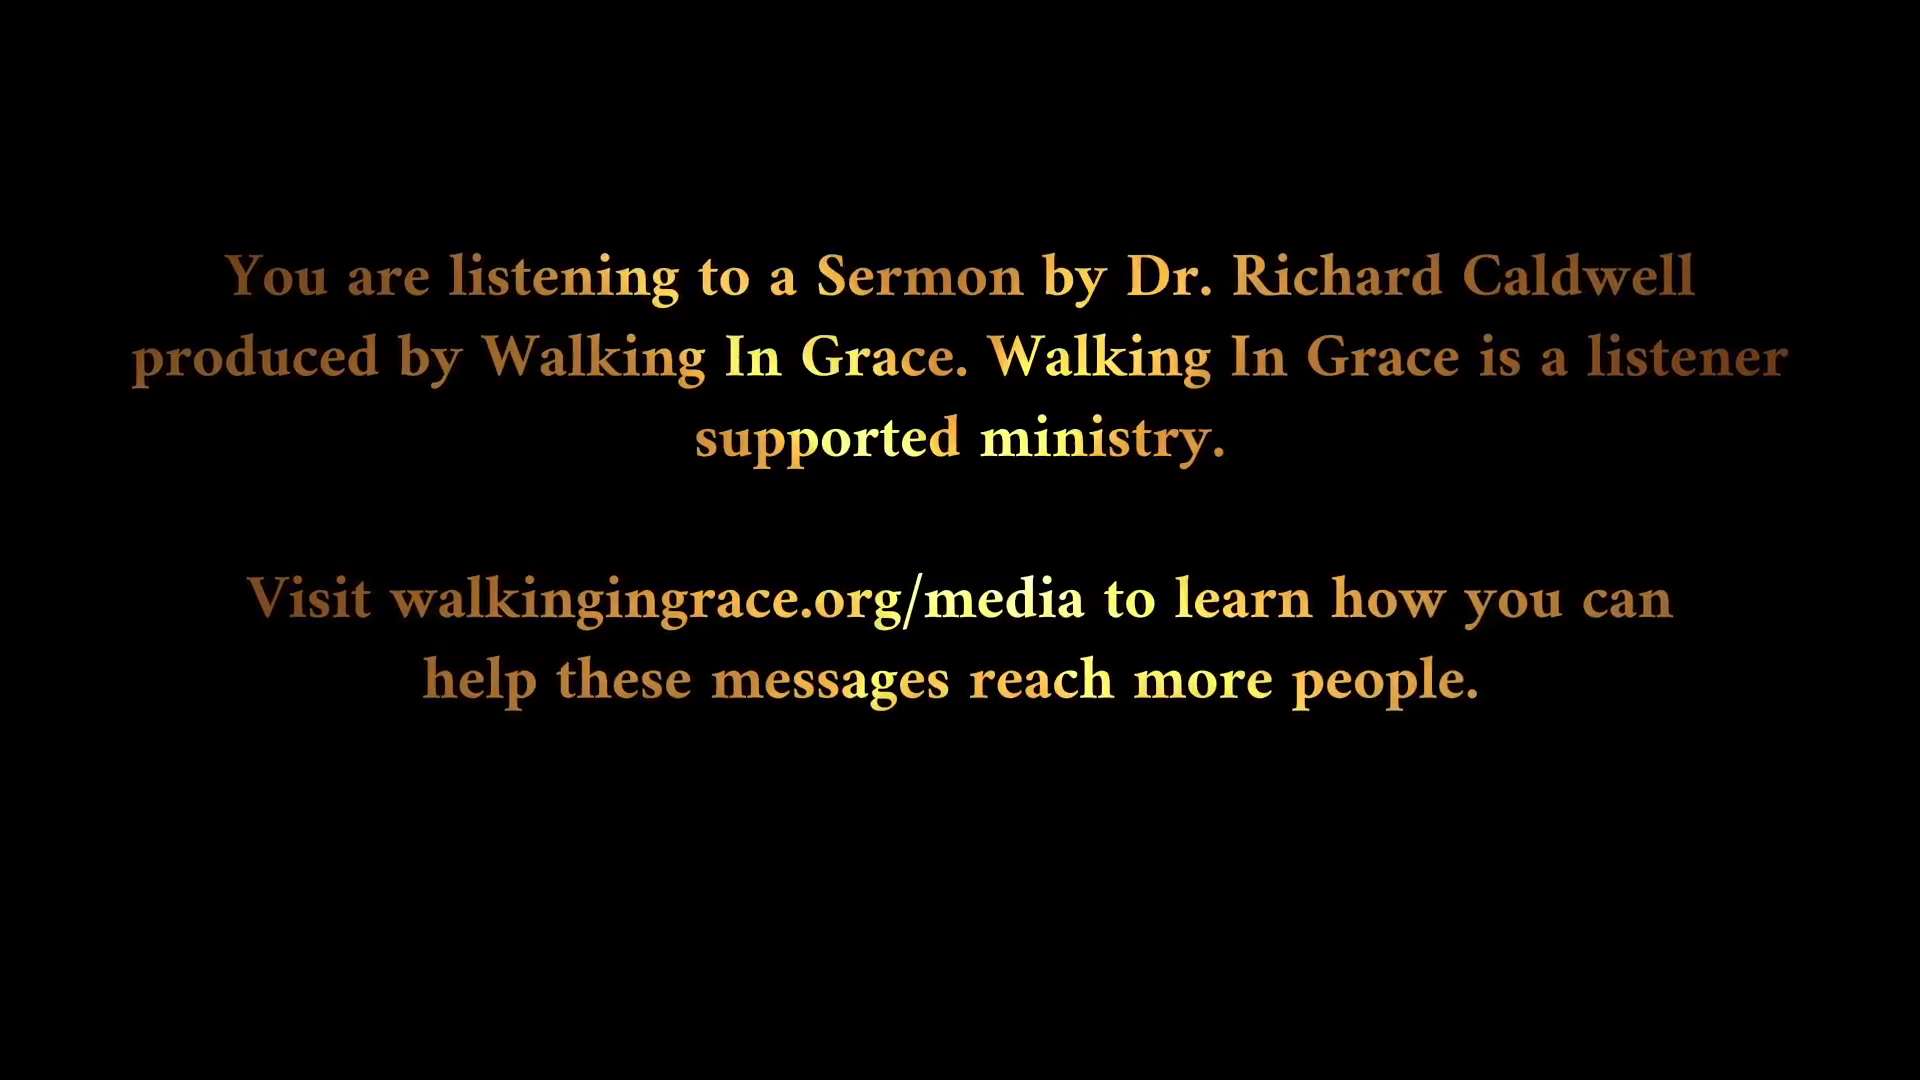 You are listening to a Sermon by Dr. Richard Caldwell
produced by Walking In Grace. Walking In Grace is a listener
supported ministry.
Visit walkingingrace.org/media to learn how you can
help these messages reach more people.